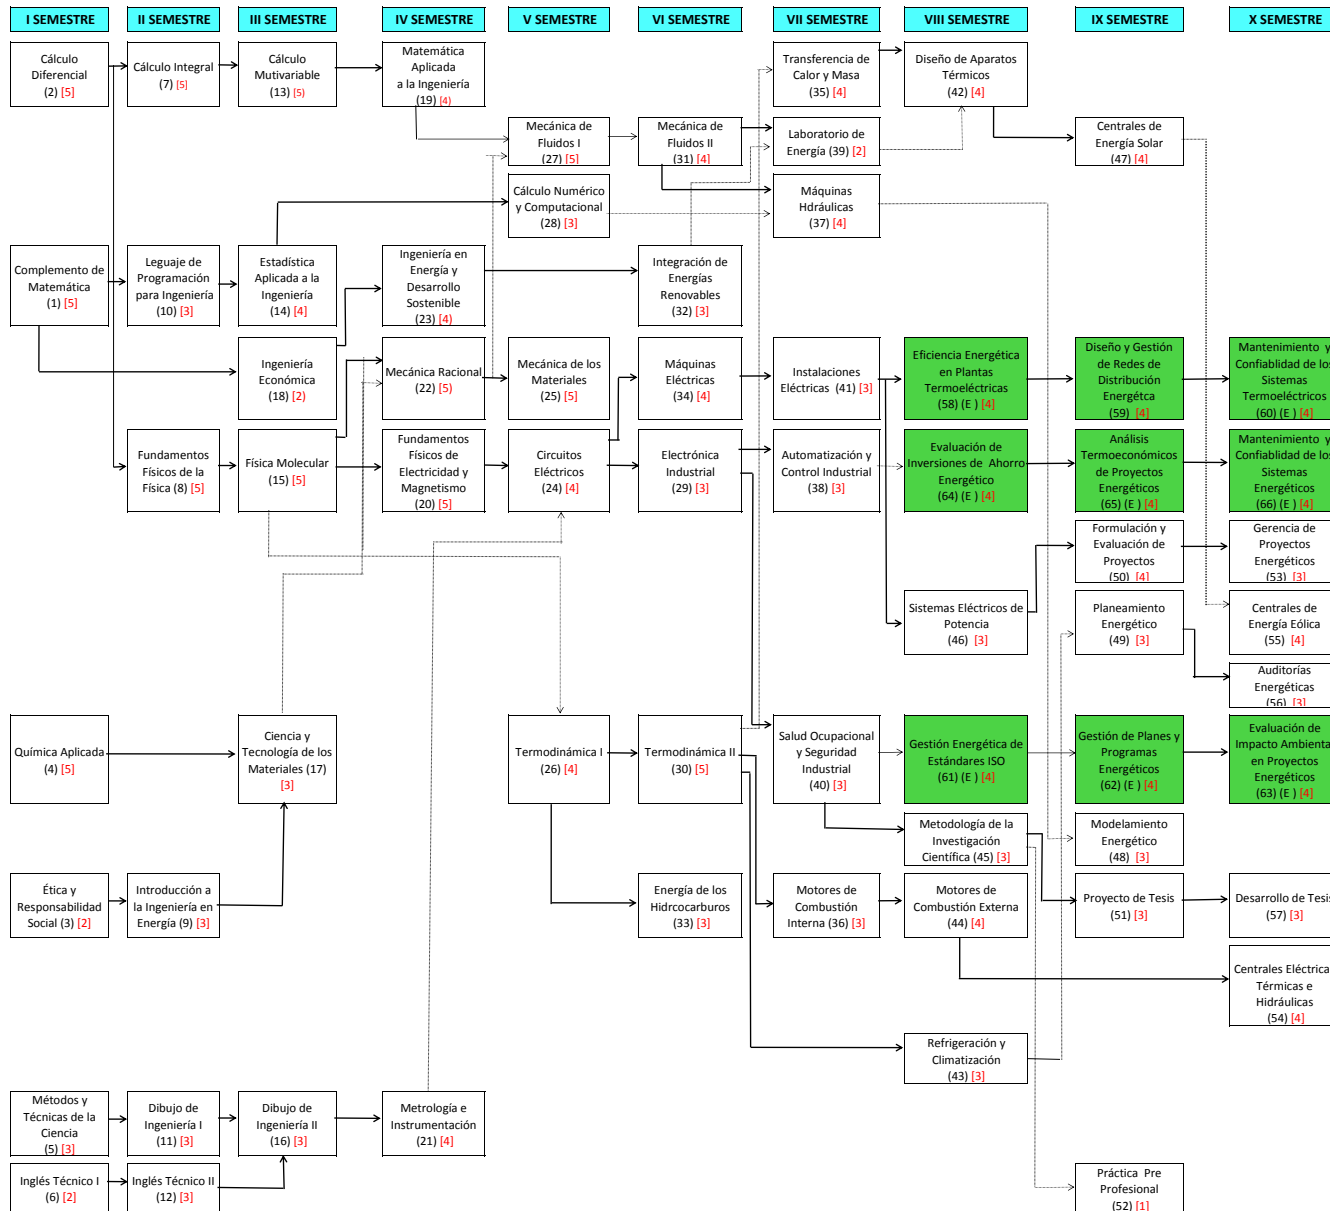 I SEMESTRE
II SEMESTRE
III SEMESTRE
IV SEMESTRE
V SEMESTRE
VI SEMESTRE
VII SEMESTRE
VIII SEMESTRE
IX SEMESTRE
X SEMESTRE
Cálculo
Diferencial
(2) [5]
Cálculo Integral
(7) [5]
Cálculo
Mutivariable
(13) [5]
Matemática
Aplicada
a la Ingeniería
(19) [4]
Transferencia de
Calor y Masa
(35) [4]
Diseño de Aparatos
Térmicos
(42) [4]
Mecánica de
Fluidos I
(27) [5]
Mecánica de
Fluidos II
(31) [4]
Laboratorio de
Energía (39) [2]
Centrales de
Energía Solar
(47) [4]
Cálculo Numérico
y Computacional
(28) [3]
Máquinas
Hdráulicas
(37) [4]
Complemento de
Matemática
(1) [5]
Leguaje de
Programación
para Ingeniería
(10) [3]
Estadística
Aplicada a la
Ingeniería
(14) [4]
Ingeniería en
Energía y
Desarrollo
Sostenible
(23) [4)
Integración de
Energías
Renovables
(32) [3]
Ingeniería
Económica
(18) [2)
Mecánica Racional
(22) [5)
Mecánica de los
Materiales
(25) [5]
Máquinas
Eléctricas
(34) [4]
Instalaciones
Eléctricas (41) [3]
Eficiencia Energética
en Plantas
Termoeléctricas
(58) (E ) [4]
Diseño y Gestión
de Redes de
Distribución
Energétca
(59) [4]
Mantenimiento y
Confiablidad de los
Sistemas
Termoeléctricos
(60) (E ) [4]
Fundamentos
Físicos de la
Física (8) [5]
Física Molecular
(15) [5]
Fundamentos
Físicos de
Electricidad y
Magnetismo
(20) [5]
Circuitos
Eléctricos
(24) [4]
Electrónica
Industrial
(29) [3]
Automatización y
Control Industrial
(38) [3]
Evaluación de
Inversiones de Ahorro
Energético
(64) (E ) [4]
Análisis
Termoeconómicos
de Proyectos
Energéticos
(65) (E ) [4]
Mantenimiento y
Confiablidad de los
Sistemas
Energéticos
(66) (E ) [4]
Formulación y
Evaluación de
Proyectos
(50) [4]
Gerencia de
Proyectos
Energéticos
(53) [3]
Sistemas Eléctricos de
Potencia
(46) [3]
Planeamiento
Energético
(49) [3]
Centrales de
Energía Eólica
(55) [4]
Auditorías
Energéticas
(56) [3]
Química Aplicada
(4) [5]
Ciencia y
Tecnología de los
Materiales (17)
[3]
Termodinámica I
(26) [4]
Termodinámica II
(30) [5]
Salud Ocupacional
y Seguridad
Industrial
(40) [3]
Gestión Energética de
Estándares ISO
(61) (E ) [4]
Gestión de Planes y
Programas
Energéticos
(62) (E ) [4]
Evaluación de
Impacto Ambienta
en Proyectos
Energéticos
(63) (E ) [4]
Metodología de la
Investigación
Científica (45) [3]
Modelamiento
Energético
(48) [3]
Ética y
Responsabilidad
Social (3) [2]
Introducción a
la Ingeniería en
Energía (9) [3]
Energía de los
Hidrcocarburos
(33) [3]
Motores de
Combustión
Interna (36) [3]
Motores de
Combustión Externa
(44) [4]
Proyecto de Tesis
(51) [3]
Desarrollo de Tesis
(57) [3]
Centrales Eléctrica
Térmicas e
Hidráulicas
(54) [4]
Refrigeración y
Climatización
(43) [3]
Métodos y
Técnicas de la
Ciencia
(5) [3]
Dibujo de
Ingeniería I
(11) [3]
Dibujo de
Ingeniería II
(16) [3]
Metrología e
Instrumentación
(21) [4]
Inglés Técnico I
(6) [2]
Inglés Técnico II
(12) [3]
Práctica Pre
Profesional
(52) [1]